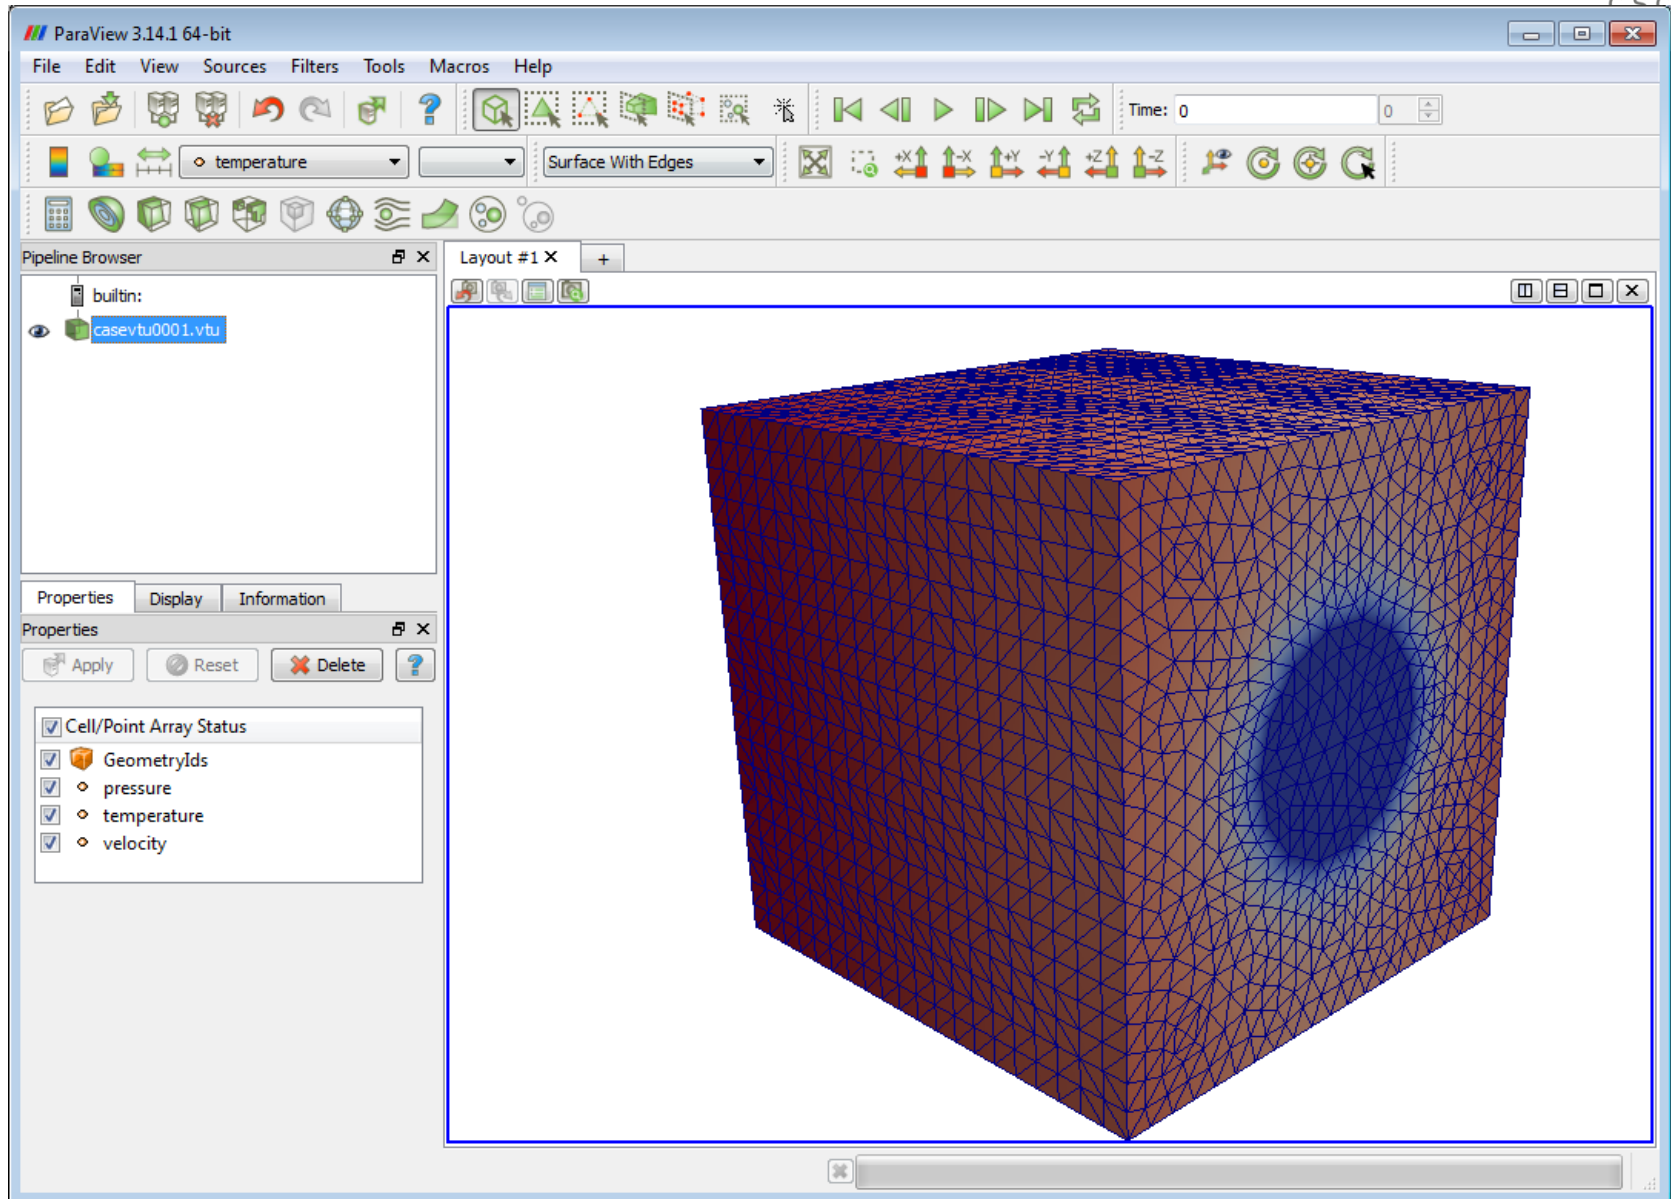 ParaView 3.14.1 64-bit
File Edit View Sources Filters Tools Macros Help
Time: 0 0
temperature Surface With Edges
+X -X +Y -Y +Z -Z
Pipeline Browser
Layout #1
builtin:
casevtu0001.vtu
Properties Display Information
Properties
Apply Reset Delete
Cell/Point Array Status
GeometryIds
pressure
temperature
velocity